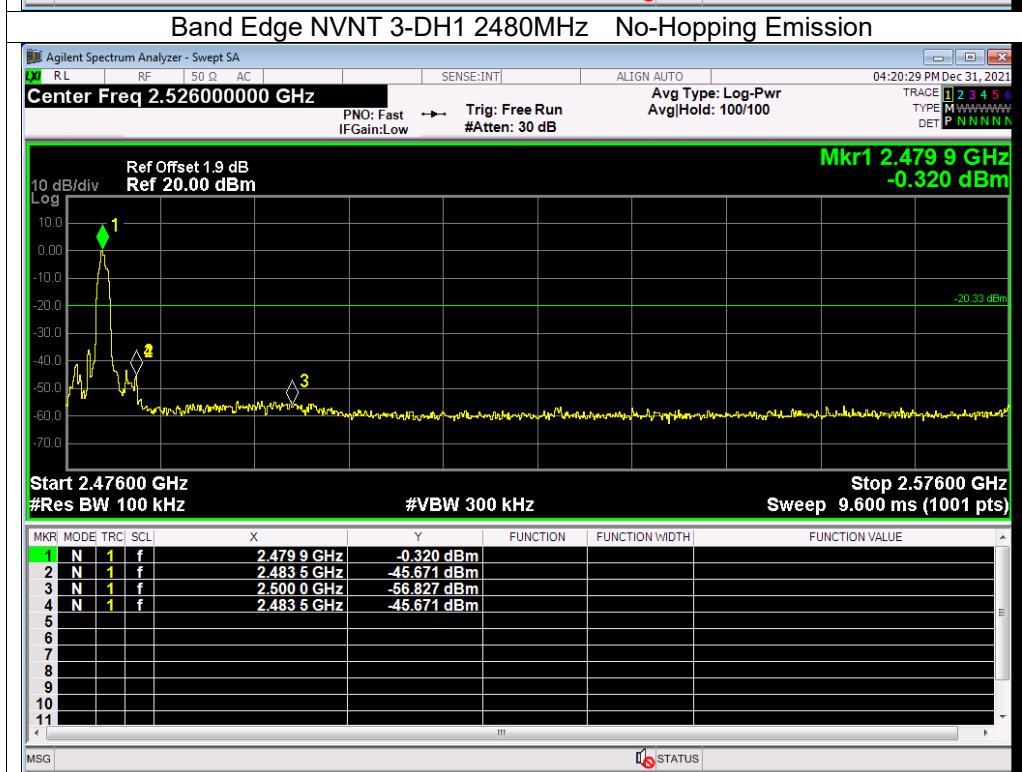 Band Edge NVNT 3-DH1 2480MHz No-Hopping Emission
Agilent Spectrum Analyzer - Swept SA
LXI RL RF 50 Ω AC SENSE:INT ALIGN AUTO 04:20:29 PM Dec 31, 2021
Center Freq 2.526000000 GHz
PNO: Fast
IFGain:Low
Trig: Free Run
#Atten: 30 dB
Avg Type: Log-Pwr
Avg|Hold: 100/100
TRACE 1 2 3 4 5 6
TYPE M WWWWW
DET P N N N N N
Mkr1 2.479 9 GHz
-0.320 dBm
Ref Offset 1.9 dB
10 dB/div Ref 20.00 dBm
Log
10.0
0.00
-10.0
-20.0
-30.0
-40.0
-50.0
-60.0
-70.0
1
-20.33 dBm
2
3
Start 2.47600 GHz Stop 2.57600 GHz
#Res BW 100 kHz #VBW 300 kHz Sweep 9.600 ms (1001 pts)
MKR MODE TRC SCL X Y FUNCTION FUNCTION WIDTH FUNCTION VALUE
1 N 1 f 2.479 9 GHz -0.320 dBm
2 N 1 f 2.483 5 GHz -45.671 dBm
3 N 1 f 2.500 0 GHz -56.827 dBm
4 N 1 f 2.483 5 GHz -45.671 dBm
5
6
7
8
9
10
11
MSG STATUS